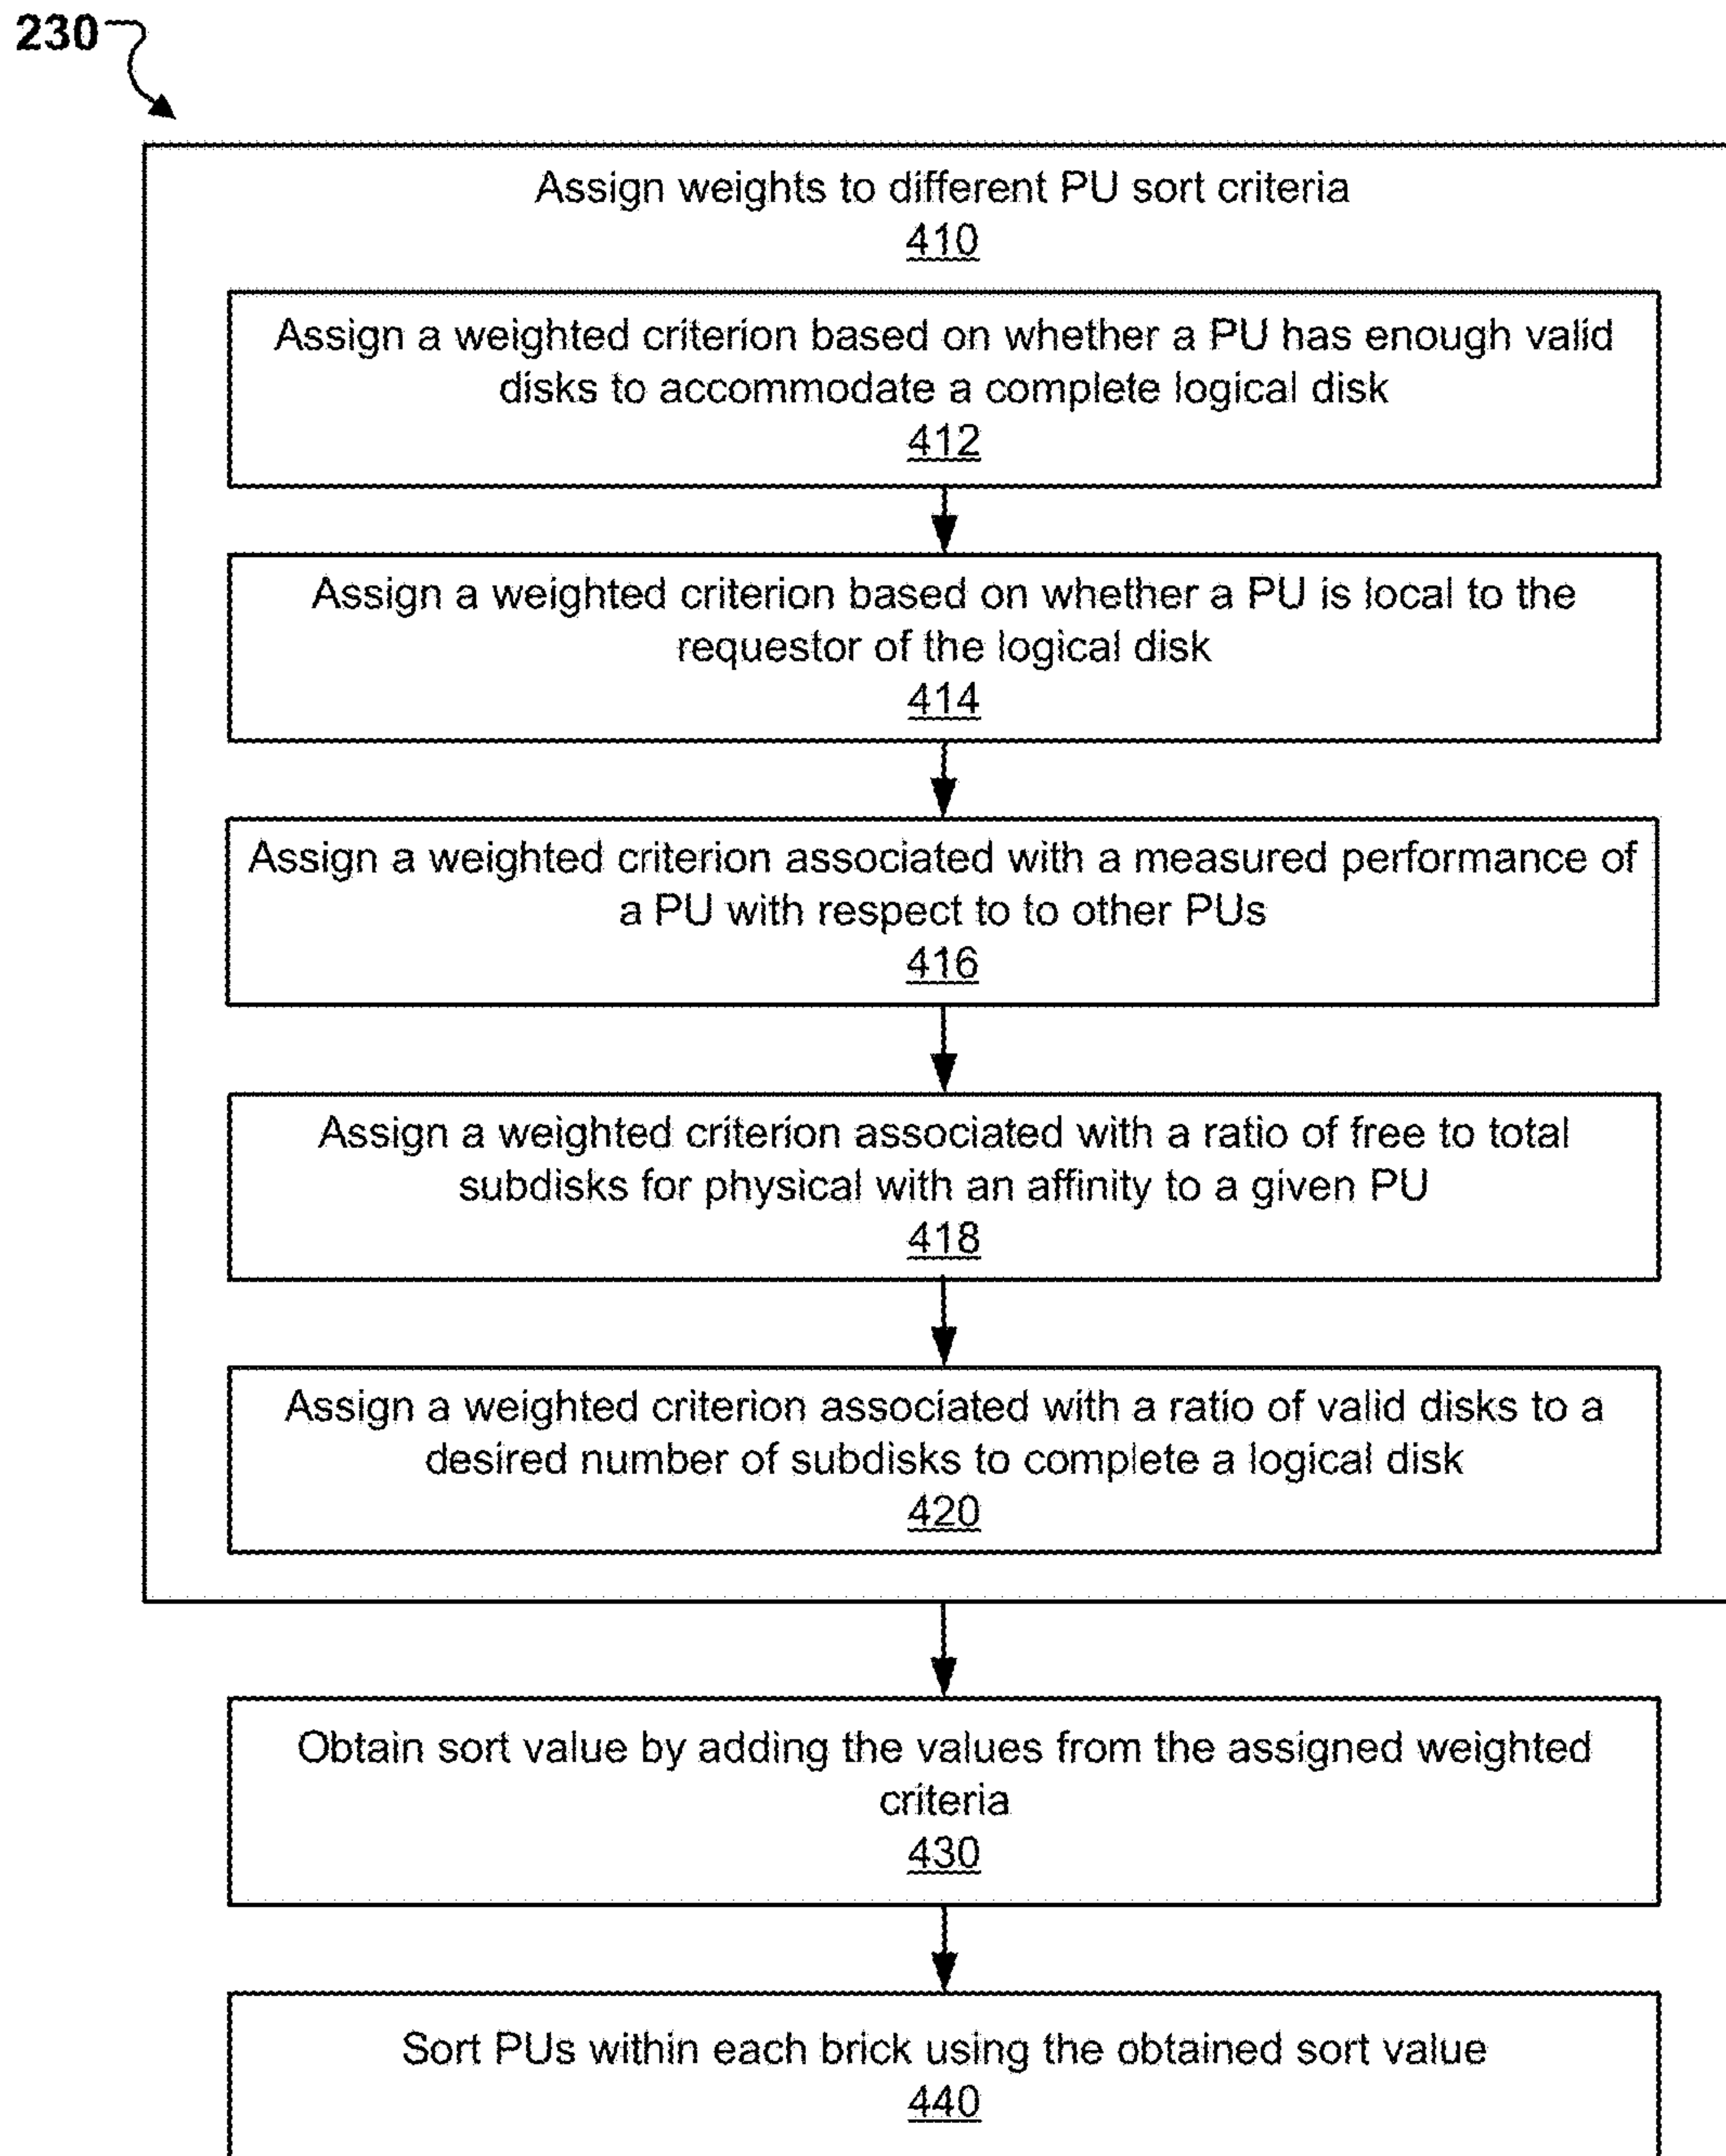 230
Assign weights to different PU sort criteria
410
Assign a weighted criterion based on whether a PU has enough valid
disks to accommodate a complete logical disk
412
Assign a weighted criterion based on whether a PU is local to the
requestor of the logical disk
414
Assign a weighted criterion associated with a measured performance of
a PU with respect to to other PUs
416
Assign a weighted criterion associated with a ratio of free to total
subdisks for physical with an affinity to a given PU
418
Assign a weighted criterion associated with a ratio of valid disks to a
desired number of subdisks to complete a logical disk
420
Obtain sort value by adding the values from the assigned weighted
criteria
430
Sort PUs within each brick using the obtained sort value
440